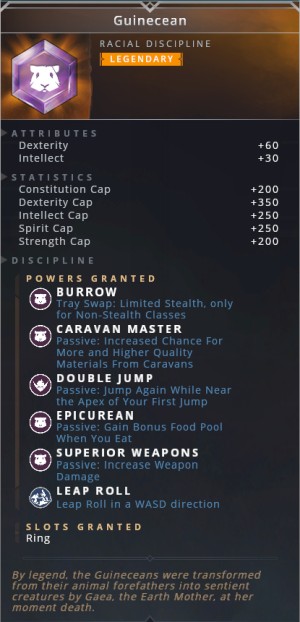 Guinecean
RACIAL DISCIPLINE
LEGENDARY
ATTRIBUTES
Dexterity +60
Intellect +30
STATISTICS
Constitution Cap +200
Dexterity Cap +350
Intellect Cap +250
Spirit Cap +250
Strength Cap +200
DISCIPLINE
POWERS GRANTED
BURROW
Tray Swap: Limited Stealth, only
for Non-Stealth Classes
CARAVAN MASTER
Passive: Increased Chance For
More and Higher Quality
Materials From Caravans
DOUBLE JUMP
Passive: Jump Again While Near
the Apex of Your First Jump
EPICUREAN
Passive: Gain Bonus Food Pool
When You Eat
SUPERIOR WEAPONS
Passive: Increase Weapon
Damage
LEAP ROLL
Leap Roll in a WASD direction
SLOTS GRANTED
Ring
By legend, the Guineceans were transformed
from their animal forefathers into sentient
creatures by Gaea, the Earth Mother, at her
moment death.